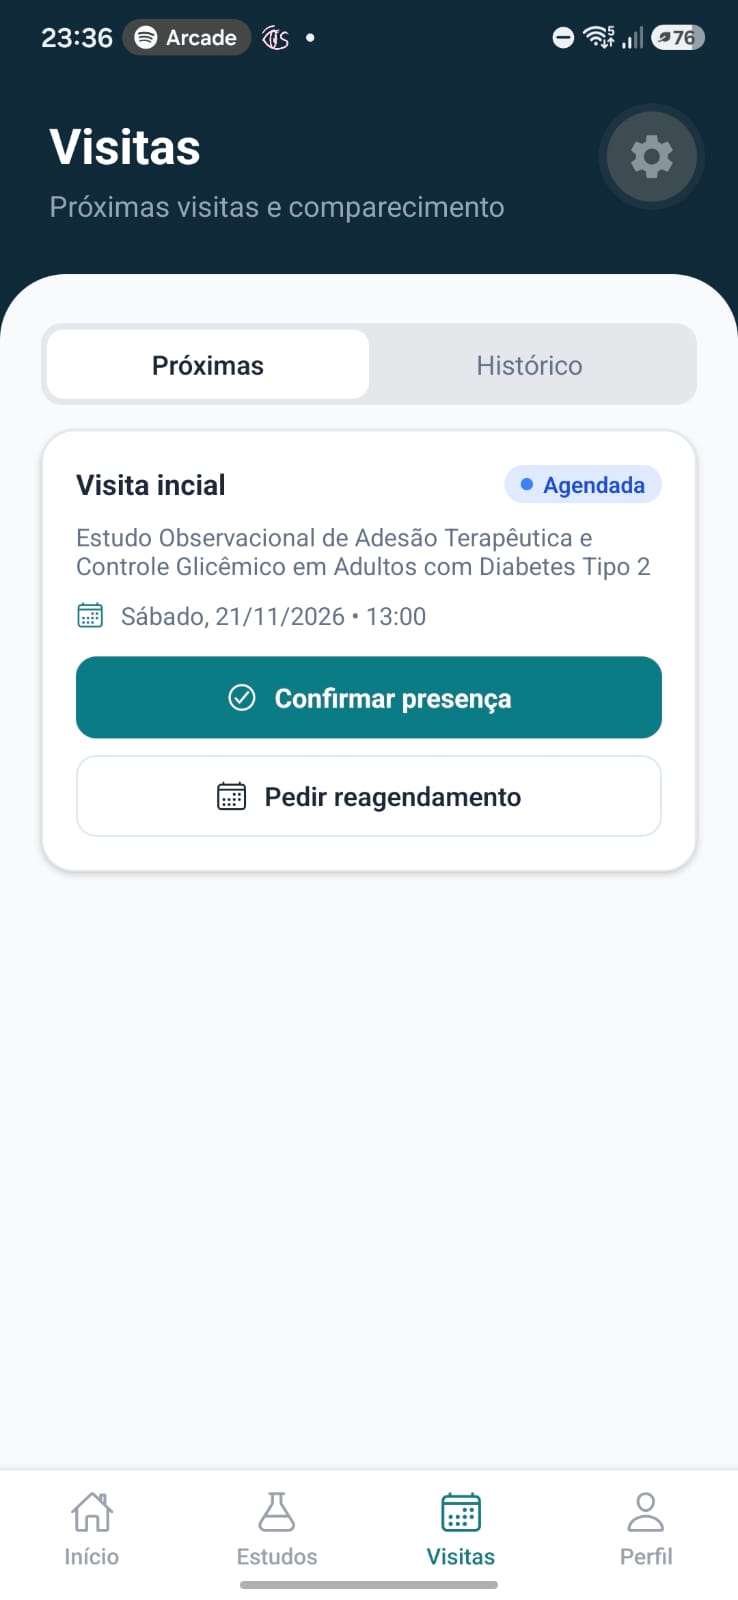 23:36 Arcade 5 76
Visitas
Próximas visitas e comparecimento
Próximas Histórico
Visita incial Agendada
Estudo Observacional de Adesão Terapêutica e
Controle Glicêmico em Adultos com Diabetes Tipo 2
Sábado, 21/11/2026 • 13:00
Confirmar presença
Pedir reagendamento
Início Estudos Visitas Perfil